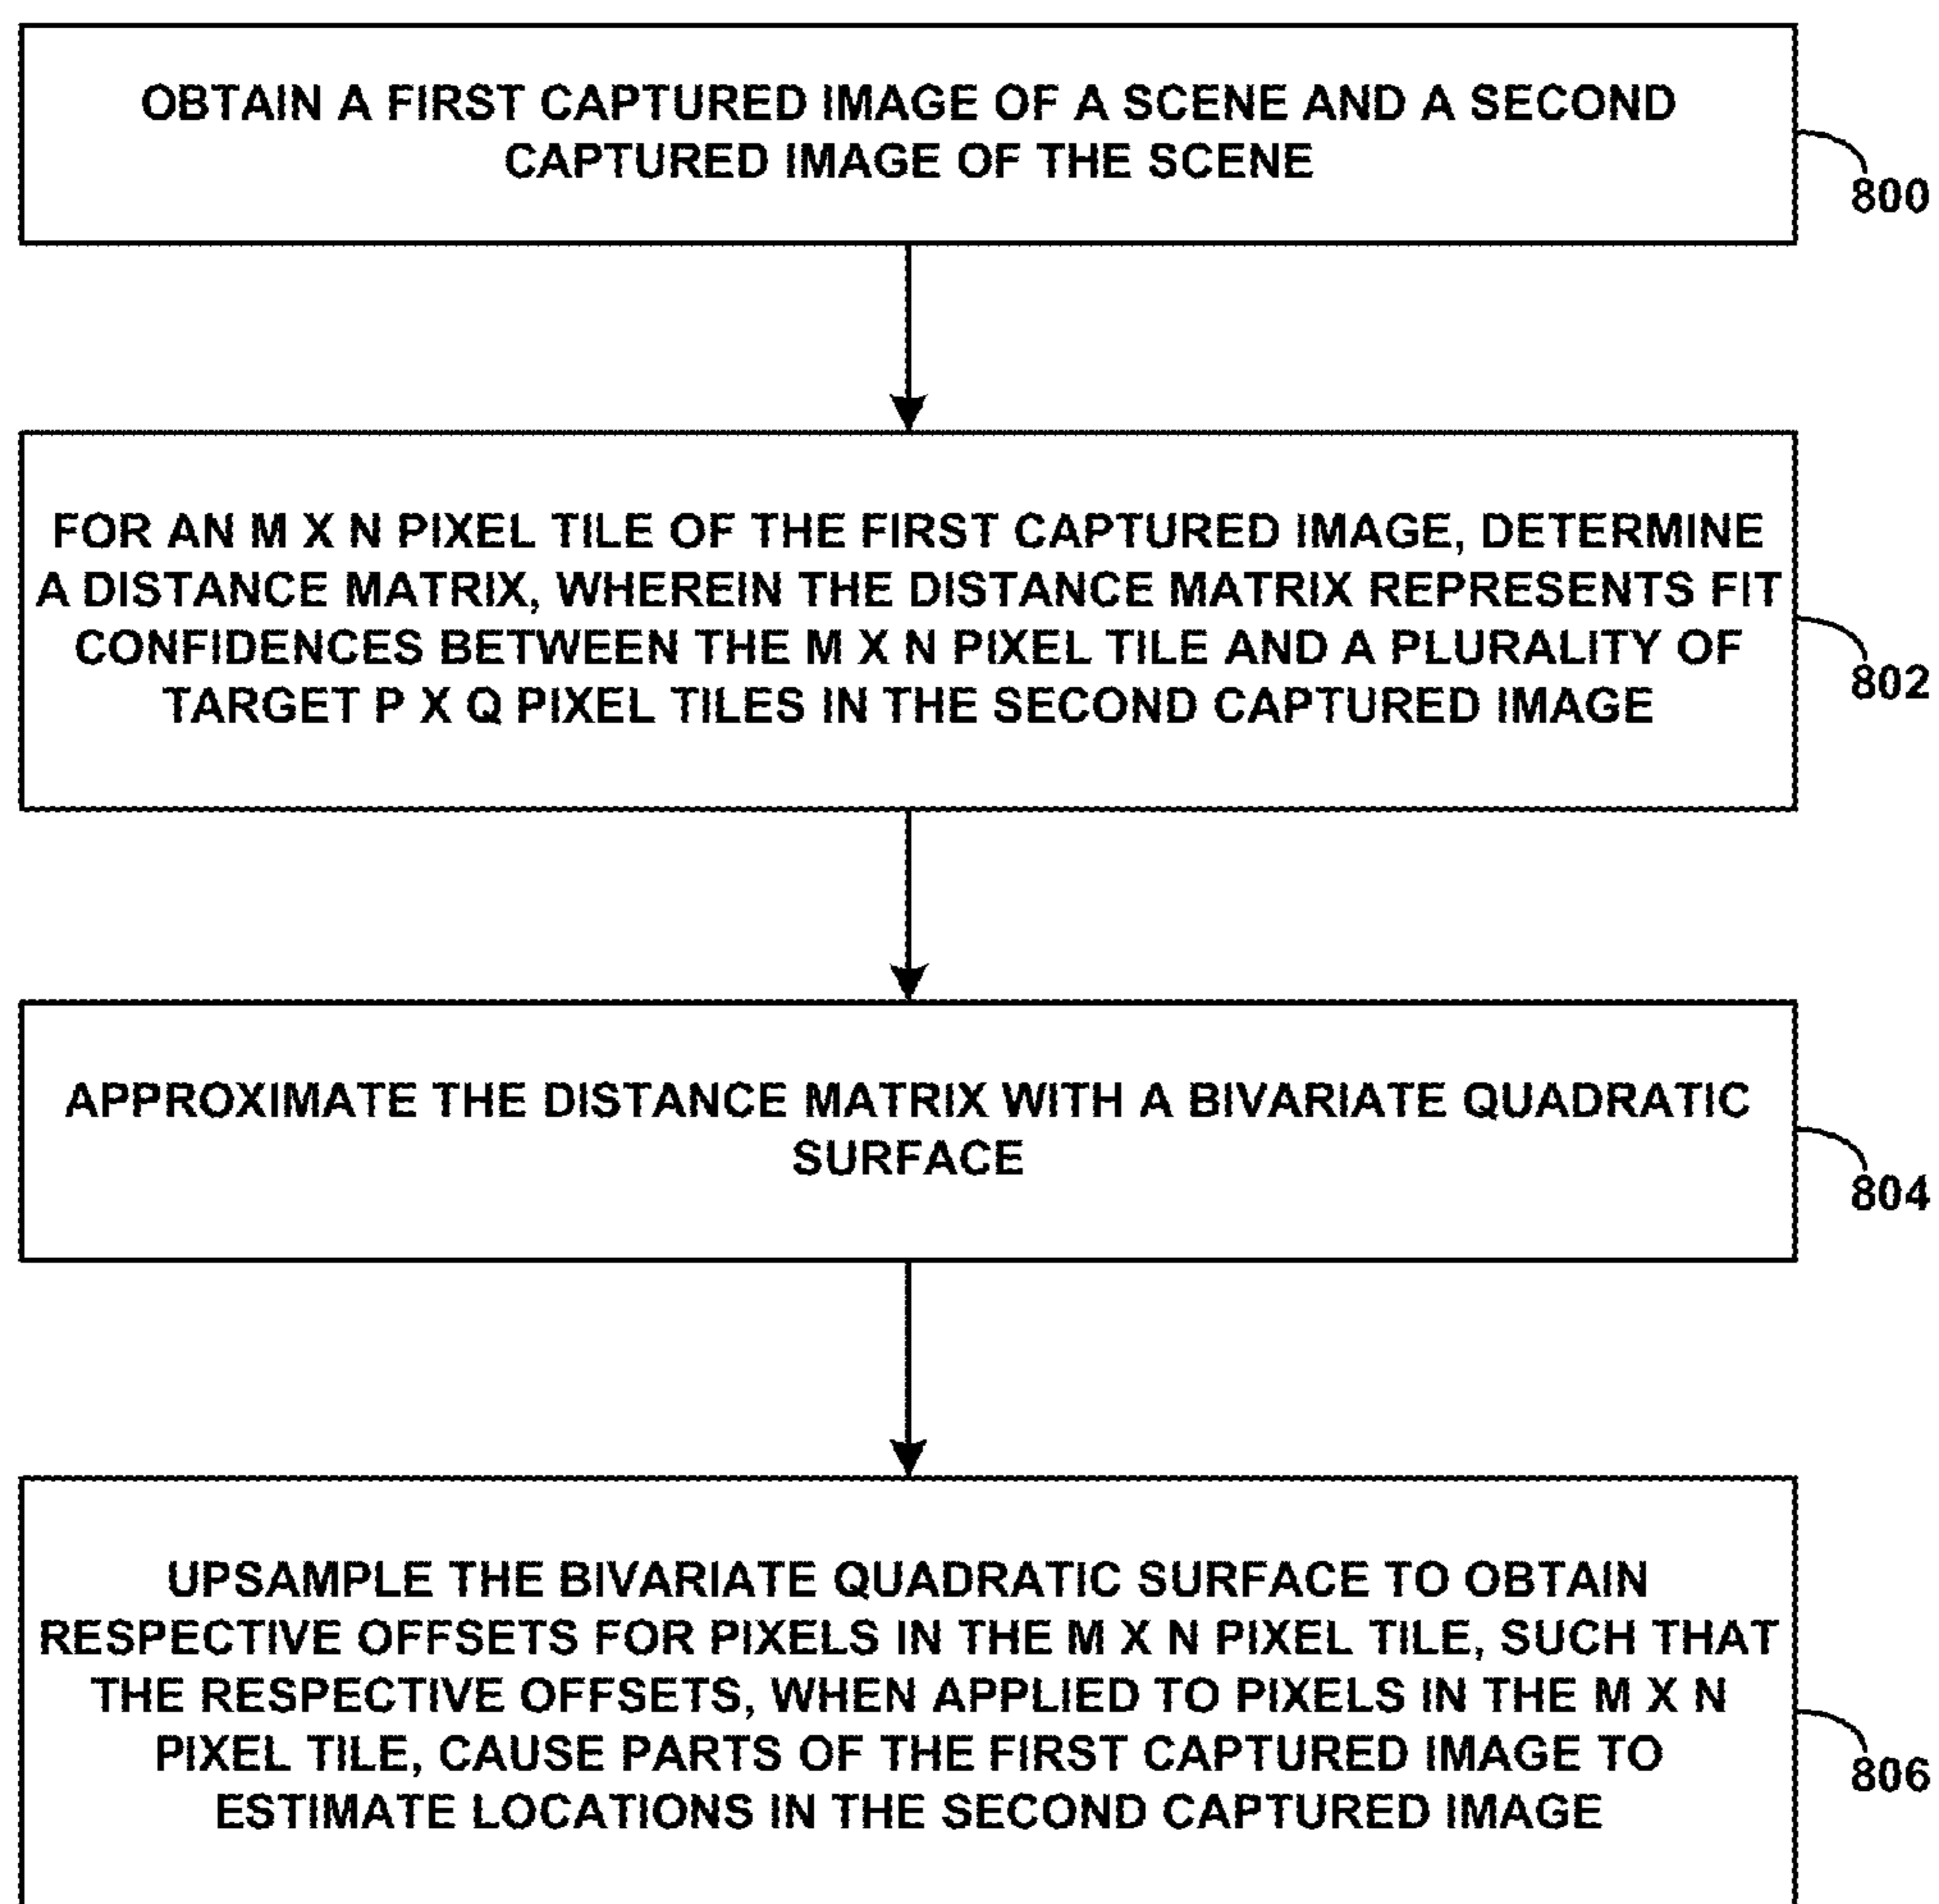 OBTAIN A FIRST CAPTURED IMAGE OF A SCENE AND A SECOND
CAPTURED IMAGE OF THE SCENE
800
FOR AN M X N PIXEL TILE OF THE FIRST CAPTURED IMAGE, DETERMINE
A DISTANCE MATRIX, WHEREIN THE DISTANCE MATRIX REPRESENTS FIT
CONFIDENCES BETWEEN THE M X N PIXEL TILE AND A PLURALITY OF
TARGET P X Q PIXEL TILES IN THE SECOND CAPTURED IMAGE
802
APPROXIMATE THE DISTANCE MATRIX WITH A BIVARIATE QUADRATIC
SURFACE
804
UPSAMPLE THE BIVARIATE QUADRATIC SURFACE TO OBTAIN
RESPECTIVE OFFSETS FOR PIXELS IN THE M X N PIXEL TILE, SUCH THAT
THE RESPECTIVE OFFSETS, WHEN APPLIED TO PIXELS IN THE M X N
PIXEL TILE, CAUSE PARTS OF THE FIRST CAPTURED IMAGE TO
ESTIMATE LOCATIONS IN THE SECOND CAPTURED IMAGE
806